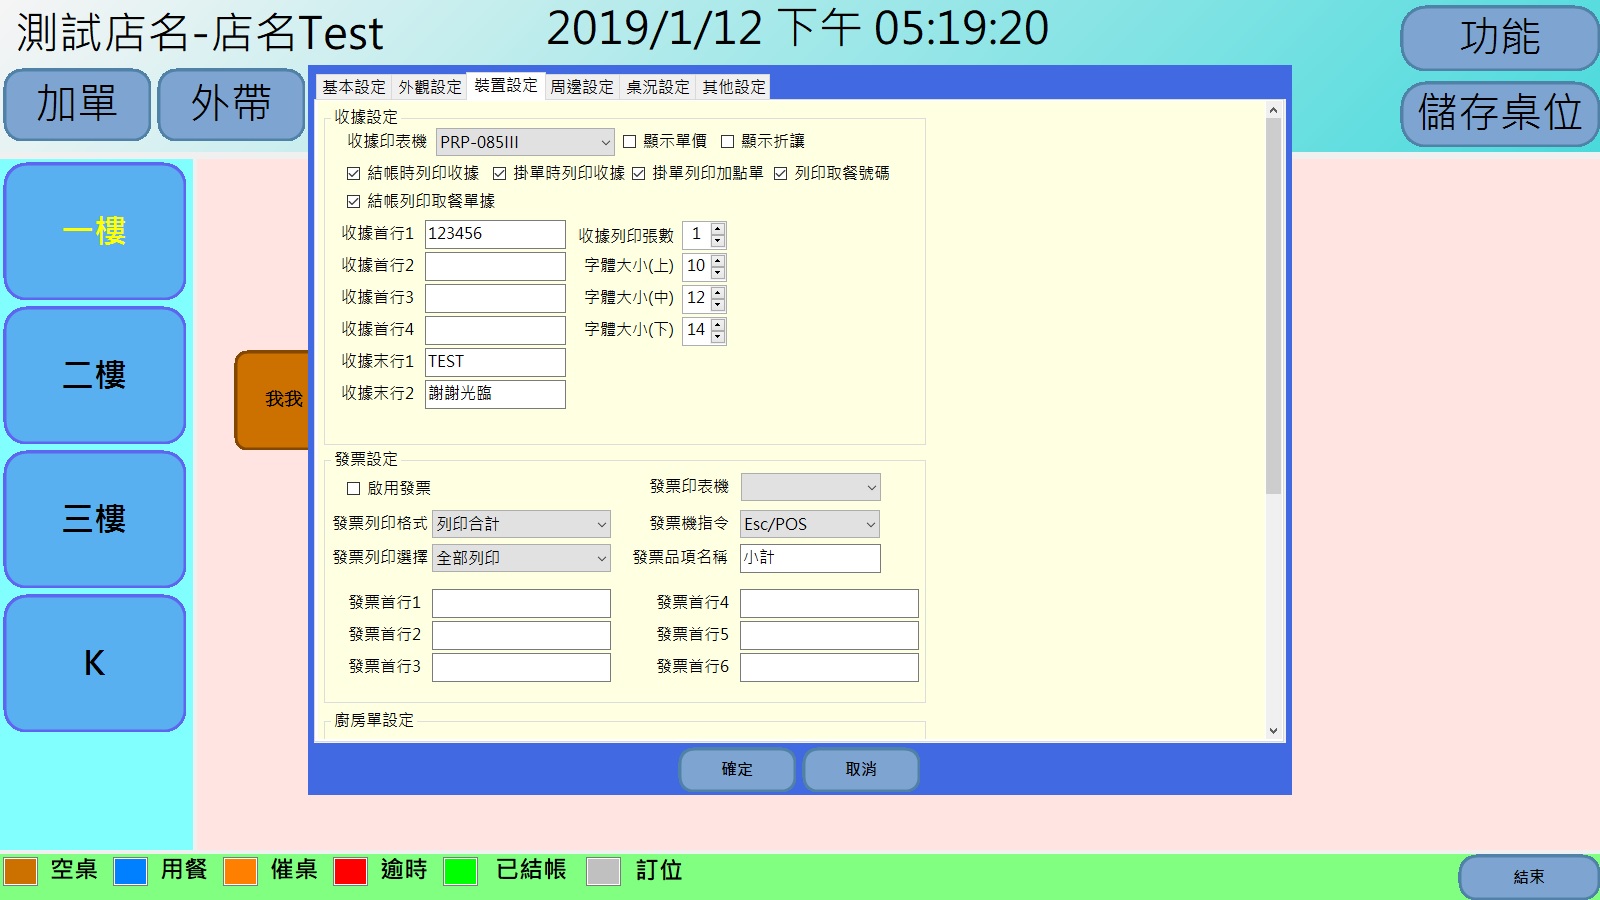 測試店名-店名Test
2019/1/12 下午 05:19:20
功能
加單
外帶
儲存桌位
基本設定
外觀設定
裝置設定
周邊設定
桌況設定
其他設定
一樓
二樓
三樓
K
我我
收據設定
收據印表機 PRP-085III 顯示單價 顯示折讓
結帳時列印收據 掛單時列印收據 掛單列印加點單 列印取餐號碼
結帳列印取餐單據
收據首行1 123456 收據列印張數 1
收據首行2 字體大小(上) 10
收據首行3 字體大小(中) 12
收據首行4 字體大小(下) 14
收據末行1 TEST
收據末行2 謝謝光臨
發票設定
啟用發票 發票印表機
發票列印格式 列印合計 發票機指令 Esc/POS
發票列印選擇 全部列印 發票品項名稱 小計
發票首行1 發票首行4
發票首行2 發票首行5
發票首行3 發票首行6
廚房單設定
確定
取消
空桌 用餐 催桌 逾時 已結帳 訂位
結束